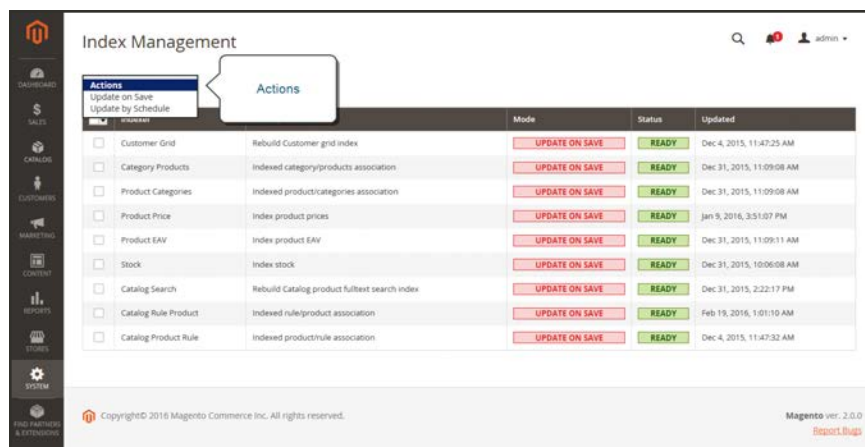 Index Management
admin
Actions
Update on Save
Update by Schedule
Actions
Indexer
Mode
Status
Updated
Customer Grid Rebuild Customer grid index UPDATE ON SAVE READY Dec 4, 2015, 11:47:25 AM
Category Products Indexed category/products association UPDATE ON SAVE READY Dec 31, 2015, 11:09:08 AM
Product Categories Indexed product/categories association UPDATE ON SAVE READY Dec 31, 2015, 11:09:08 AM
Product Price Index product prices UPDATE ON SAVE READY Jan 9, 2016, 3:51:07 PM
Product EAV Index product EAV UPDATE ON SAVE READY Dec 31, 2015, 11:09:11 AM
Stock Index stock UPDATE ON SAVE READY Dec 31, 2015, 10:06:08 AM
Catalog Search Rebuild Catalog product fulltext search index UPDATE ON SAVE READY Dec 31, 2015, 2:22:17 PM
Catalog Rule Product Indexed rule/product association UPDATE ON SAVE READY Feb 19, 2016, 1:01:10 AM
Catalog Product Rule Indexed product/rule association UPDATE ON SAVE READY Dec 4, 2015, 11:47:32 AM
DASHBOARD
SALES
CATALOG
CUSTOMERS
MARKETING
CONTENT
REPORTS
STORES
SYSTEM
FIND PARTNERS
& EXTENSIONS
Copyright© 2016 Magento Commerce Inc. All rights reserved.
Magento ver. 2.0.0
Report Bugs